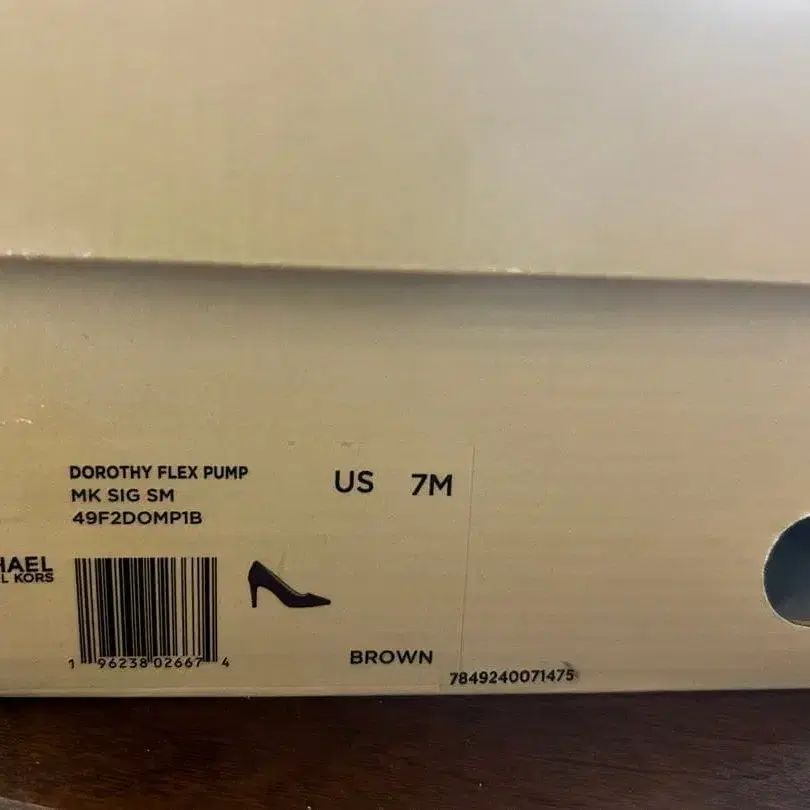 DOROTHY FLEX PUMP
MK SIG SM
49F2DOMP1B
US 7M
HAEL
L KORS
1 96238 02667 4
BROWN
7849240071475